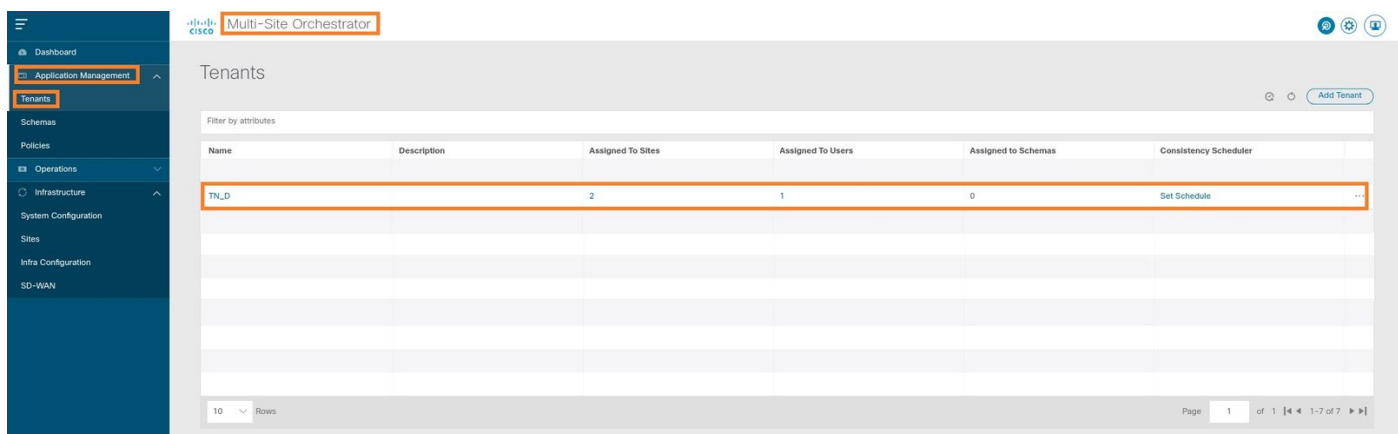 CISCO Multi-Site Orchestrator
Dashboard
Application Management
Tenants
Schemas
Policies
Operations
Infrastructure
System Configuration
Sites
Infra Configuration
SD-WAN
Tenants
Add Tenant
Filter by attributes
Name Description Assigned To Sites Assigned To Users Assigned to Schemas Consistency Scheduler
TN_D 2 1 0 Set Schedule ...
10 Rows Page 1 of 1 1-7 of 7